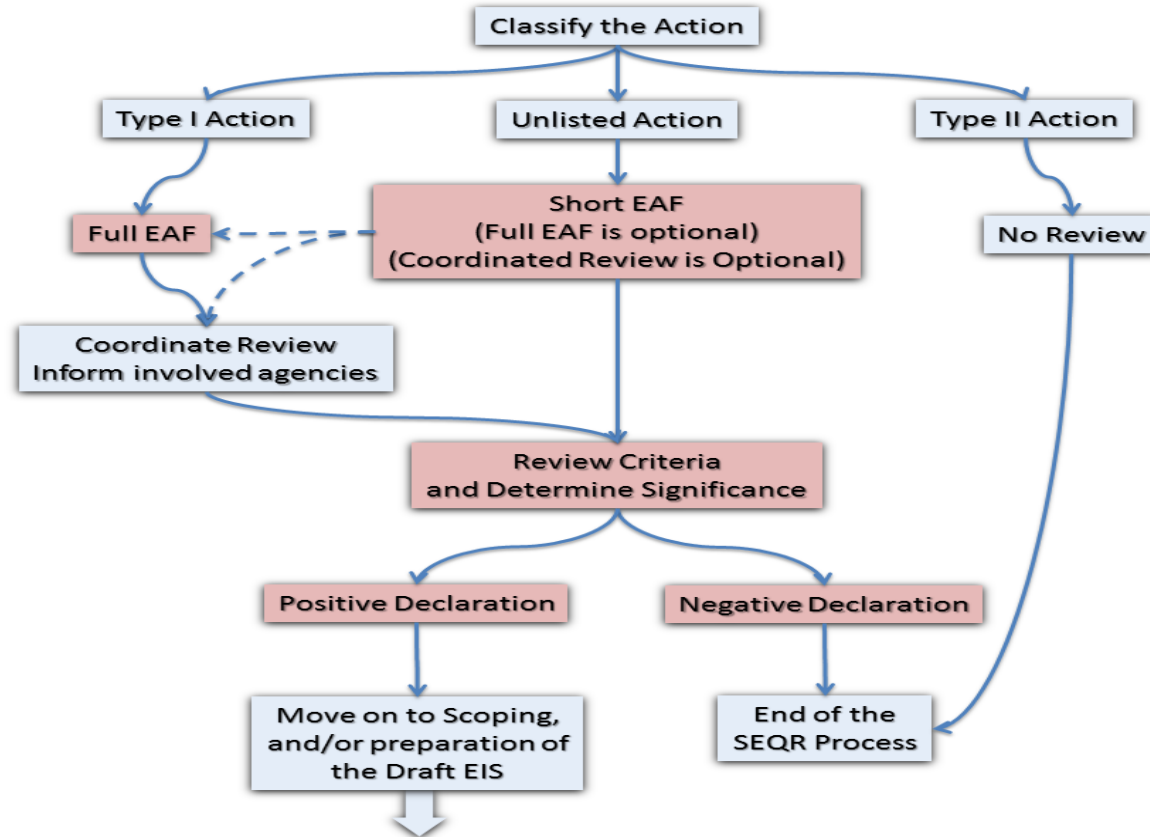 Classify the Action
Type I Action
Unlisted Action
Type II Action
Full EAF
Short EAF
(Full EAF is optional)
(Coordinated Review is Optional)
No Review
Coordinate Review
Inform involved agencies
Review Criteria
and Determine Significance
Positive Declaration
Negative Declaration
Move on to Scoping,
and/or preparation of
the Draft EIS
End of the
SEQR Process